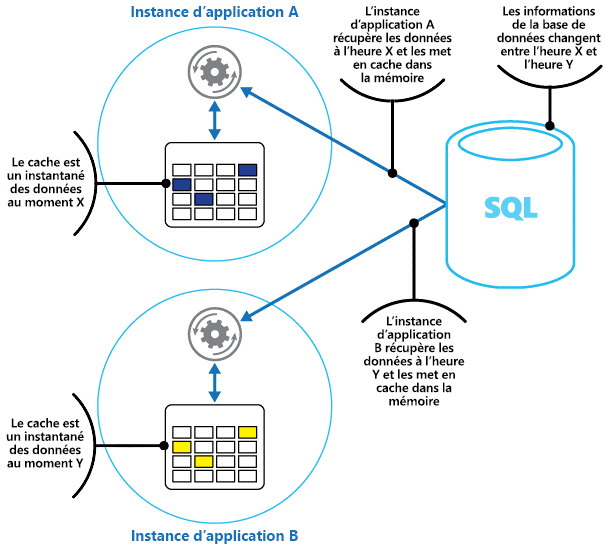 Instance d’application A
L’instance
d’application A
récupère les données
à l’heure X et les met
en cache dans
la mémoire
Les informations
de la base de
données changent
entre l’heure X et
l’heure Y
Le cache est
un instantané
des données
au moment X
SQL
L’instance
d’application
B récupère les
données à l’heure
Y et les met en
cache dans la
mémoire
Le cache est
un instantané
des données
au moment Y
Instance d’application B